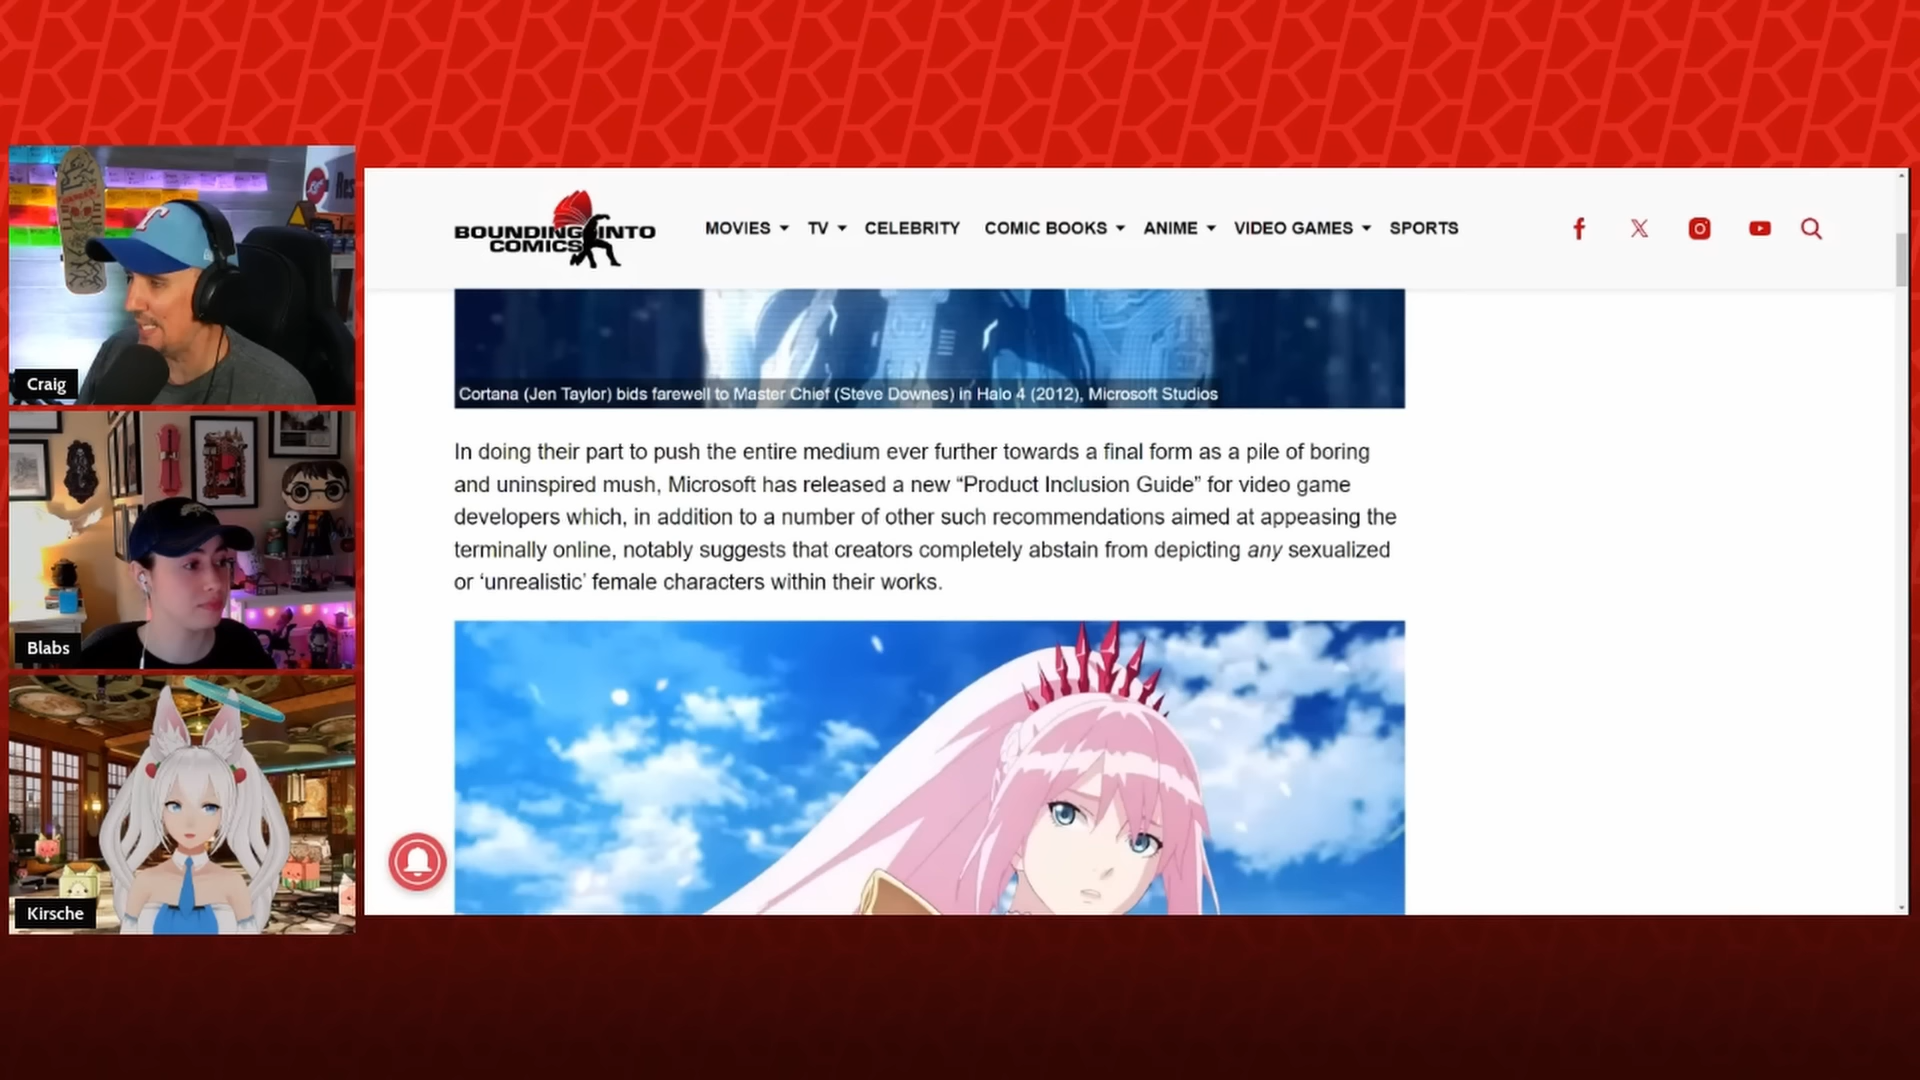 BOUNDING INTO
COMICS
MOVIES TV CELEBRITY COMIC BOOKS ANIME VIDEO GAMES SPORTS
Cortana (Jen Taylor) bids farewell to Master Chief (Steve Downes) in Halo 4 (2012), Microsoft Studios
In doing their part to push the entire medium ever further towards a final form as a pile of boring
and uninspired mush, Microsoft has released a new “Product Inclusion Guide” for video game
developers which, in addition to a number of other such recommendations aimed at appeasing the
terminally online, notably suggests that creators completely abstain from depicting any sexualized
or ‘unrealistic’ female characters within their works.
Craig
Blabs
Kirsche